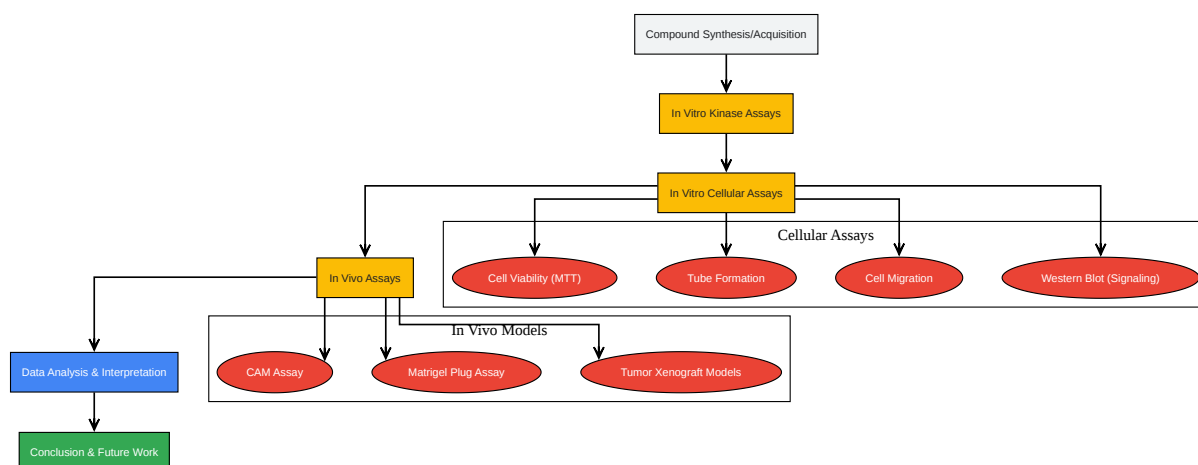 Compound Synthesis/Acquisition
In Vitro Kinase Assays
In Vitro Cellular Assays
Cellular Assays
Cell Viability (MTT)
Tube Formation
Cell Migration
Western Blot (Signaling)
In Vivo Assays
In Vivo Models
CAM Assay
Matrigel Plug Assay
Tumor Xenograft Models
Data Analysis & Interpretation
Conclusion & Future Work